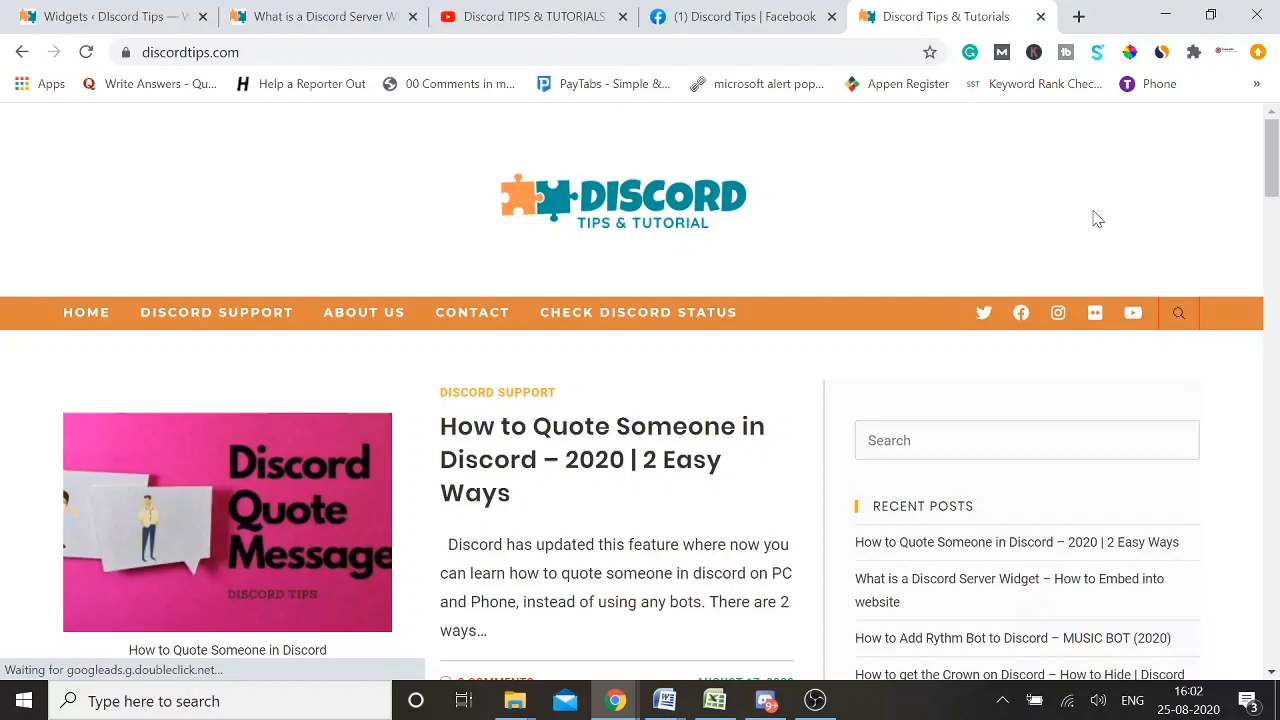 Widgets ‹ DIscord Tips — W
What is a Discord Server W
Discord TIPS & TUTORIALS
(1) Discord Tips | Facebook
Discord Tips & Tutorials
discordtips.com
Apps
Write Answers - Qu...
Help a Reporter Out
00 Comments in m...
PayTabs - Simple &...
microsoft alert pop...
Appen Register
SST
Keyword Rank Chec...
Phone
DISCORD
TIPS & TUTORIAL
HOME
DISCORD SUPPORT
ABOUT US
CONTACT
CHECK DISCORD STATUS
Discord
Quote
Message
DISCORD TIPS
How to Quote Someone in Discord
DISCORD SUPPORT
How to Quote Someone in
Discord – 2020 | 2 Easy
Ways
Discord has updated this feature where now you
can learn how to quote someone in discord on PC
and Phone, instead of using any bots. There are 2
ways...
0 COMMENTS
AUGUST 17, 2020
Search
RECENT POSTS
How to Quote Someone in Discord – 2020 | 2 Easy Ways
What is a Discord Server Widget – How to Embed into
website
How to Add Rythm Bot to Discord – MUSIC BOT (2020)
How to get the Crown on Discord – How to Hide | Discord
Waiting for googleads.g.doubleclick.net...
Type here to search
ENG
16:02
25-08-2020
3